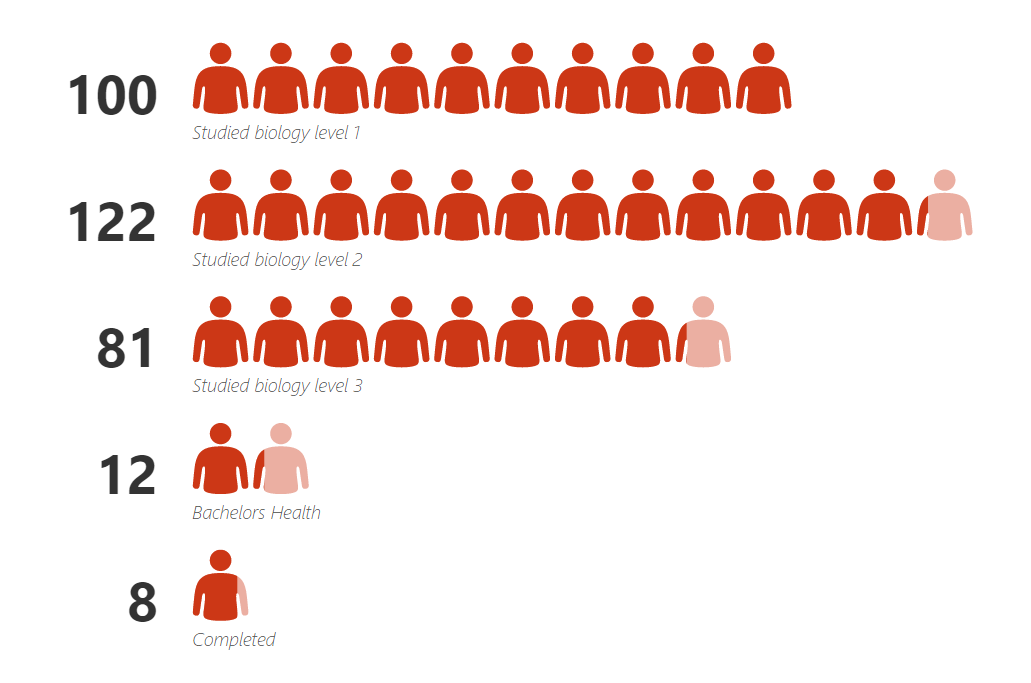 100
Studied biology level 1
122
Studied biology level 2
81
Studied biology level 3
12
Bachelors Health
8
Completed